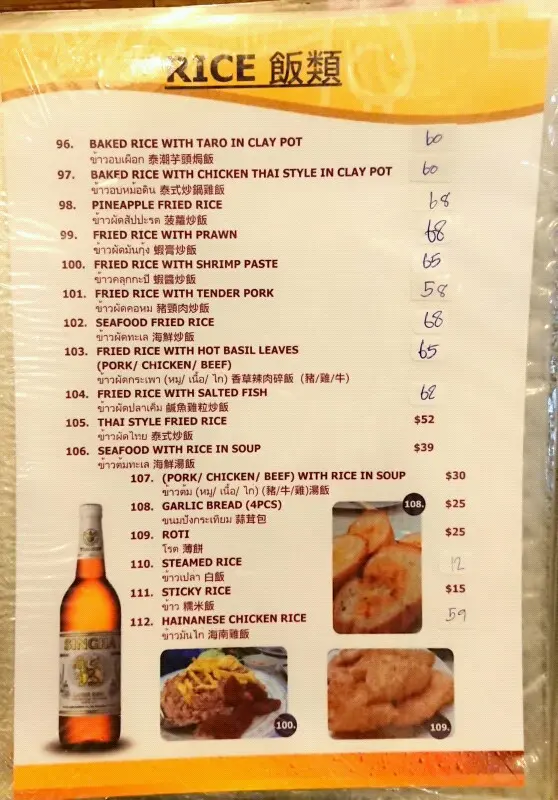 RICE 飯類
96. BAKED RICE WITH TARO IN CLAY POT 60
ข้าวอบเผือก 泰潮芋頭焗飯
97. BAKED RICE WITH CHICKEN THAI STYLE IN CLAY POT 60
ข้าวอบหม้อดิน 泰式炒鍋雞飯
98. PINEAPPLE FRIED RICE 68
ข้าวผัดสัปปะรด 菠蘿炒飯
99. FRIED RICE WITH PRAWN 68
ข้าวผัดมันกุ้ง 蝦膏炒飯
100. FRIED RICE WITH SHRIMP PASTE 65
ข้าวคลุกกะปิ 蝦醬炒飯
101. FRIED RICE WITH TENDER PORK 58
ข้าวผัดคอหม 豬頸肉炒飯
102. SEAFOOD FRIED RICE 68
ข้าวผัดทะเล 海鮮炒飯
103. FRIED RICE WITH HOT BASIL LEAVES 65
(PORK/ CHICKEN/ BEEF)
ข้าวผัดกระเพา (หมู/ เนื้อ/ ไก่) 香草辣肉碎飯 (豬/雞/牛)
104. FRIED RICE WITH SALTED FISH 62
ข้าวผัดปลาเค็ม 鹹魚雞粒炒飯
105. THAI STYLE FRIED RICE $52
ข้าวผัดไทย 泰式炒飯
106. SEAFOOD WITH RICE IN SOUP $39
ข้าวต้มทะเล 海鮮湯飯
107. (PORK/ CHICKEN/ BEEF) WITH RICE IN SOUP $30
ข้าวต้ม (หมู/ เนื้อ/ ไก่) (豬/牛/雞)湯飯
108. GARLIC BREAD (4PCS) $25
ขนมปังกระเทียม 蒜茸包
109. ROTI $25
โรต 薄餅
110. STEAMED RICE 12
ข้าวเปลา 白飯
111. STICKY RICE $15
ข้าว 糯米飯
112. HAINANESE CHICKEN RICE 59
ข้าวมันไก 海南雞飯
108.
SINGHA
100.
109.